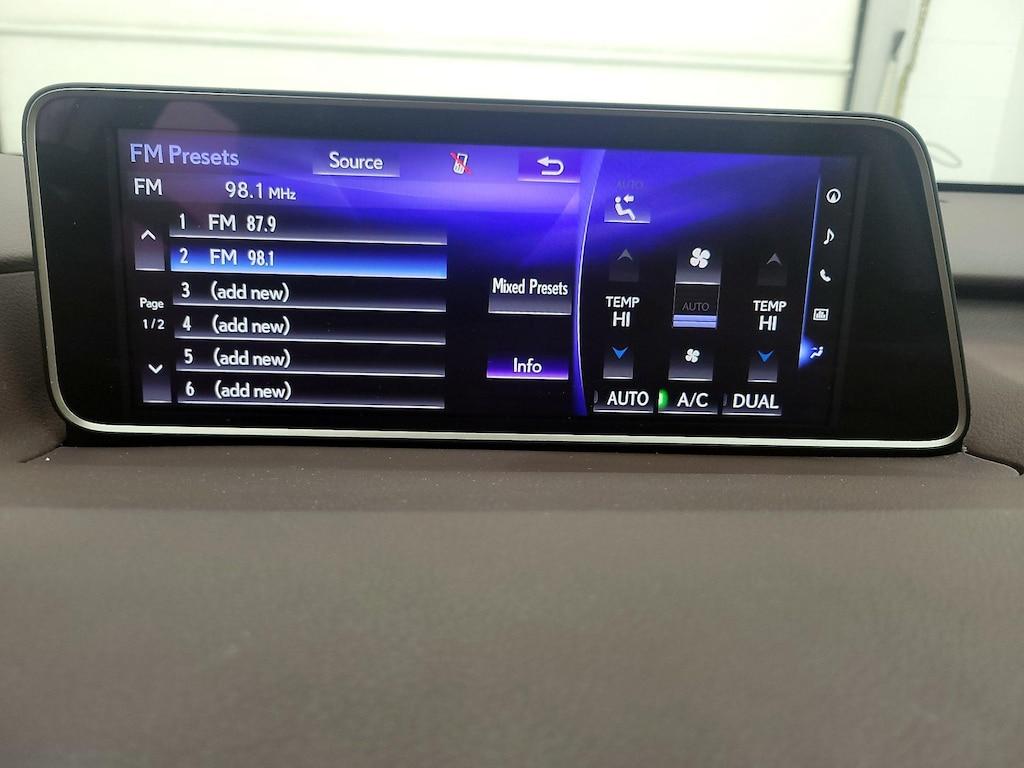 FM Presets
Source
FM 98.1 MHz
1 FM 87.9
2 FM 98.1
3 (add new)
4 (add new)
5 (add new)
6 (add new)
Page
1/2
Mixed Presets
Info
AUTO
TEMP
HI
AUTO
TEMP
HI
AUTO
A/C
DUAL